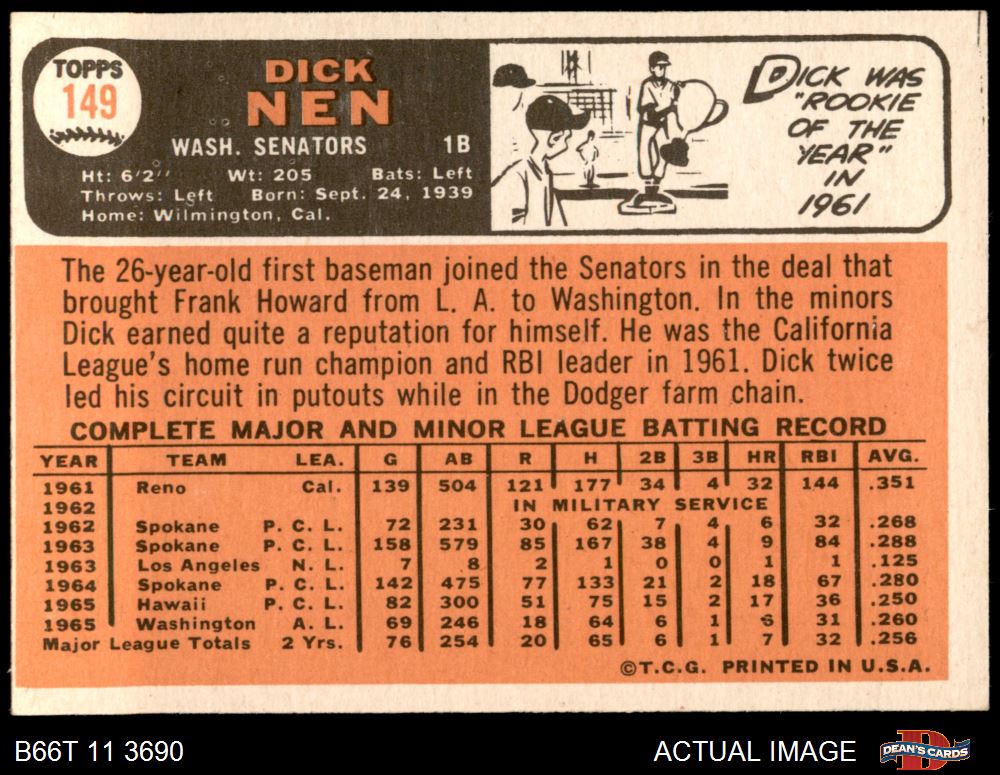 TOPPS
149
DICK
NEN
WASH. SENATORS 1B
Ht: 6'2'' Wt: 205 Bats: Left
Throws: Left Born: Sept. 24, 1939
Home: Wilmington, Cal.
DICK WAS
"ROOKIE
OF THE
YEAR"
IN
1961
The 26-year-old first baseman joined the Senators in the deal that
brought Frank Howard from L. A. to Washington. In the minors
Dick earned quite a reputation for himself. He was the California
League's home run champion and RBI leader in 1961. Dick twice
led his circuit in putouts while in the Dodger farm chain.
COMPLETE MAJOR AND MINOR LEAGUE BATTING RECORD
YEAR TEAM LEA. G AB R H 2B 3B HR RBI AVG.
1961 Reno Cal. 139 504 121 177 34 4 32 144 .351
1962 IN MILITARY SERVICE
1962 Spokane P. C. L. 72 231 30 62 7 4 6 32 .268
1963 Spokane P. C. L. 158 579 85 167 38 4 9 84 .288
1963 Los Angeles N. L. 7 8 2 1 0 0 1 1 .125
1964 Spokane P. C. L. 142 475 77 133 21 2 18 67 .280
1965 Hawaii P. C. L. 82 300 51 75 15 2 17 36 .250
1965 Washington A. L. 69 246 18 64 6 1 6 31 .260
Major League Totals 2 Yrs. 76 254 20 65 6 1 7 32 .256
©T.C.G. PRINTED IN U.S.A.
B66T 11 3690
ACTUAL IMAGE
DEAN'S CARDS